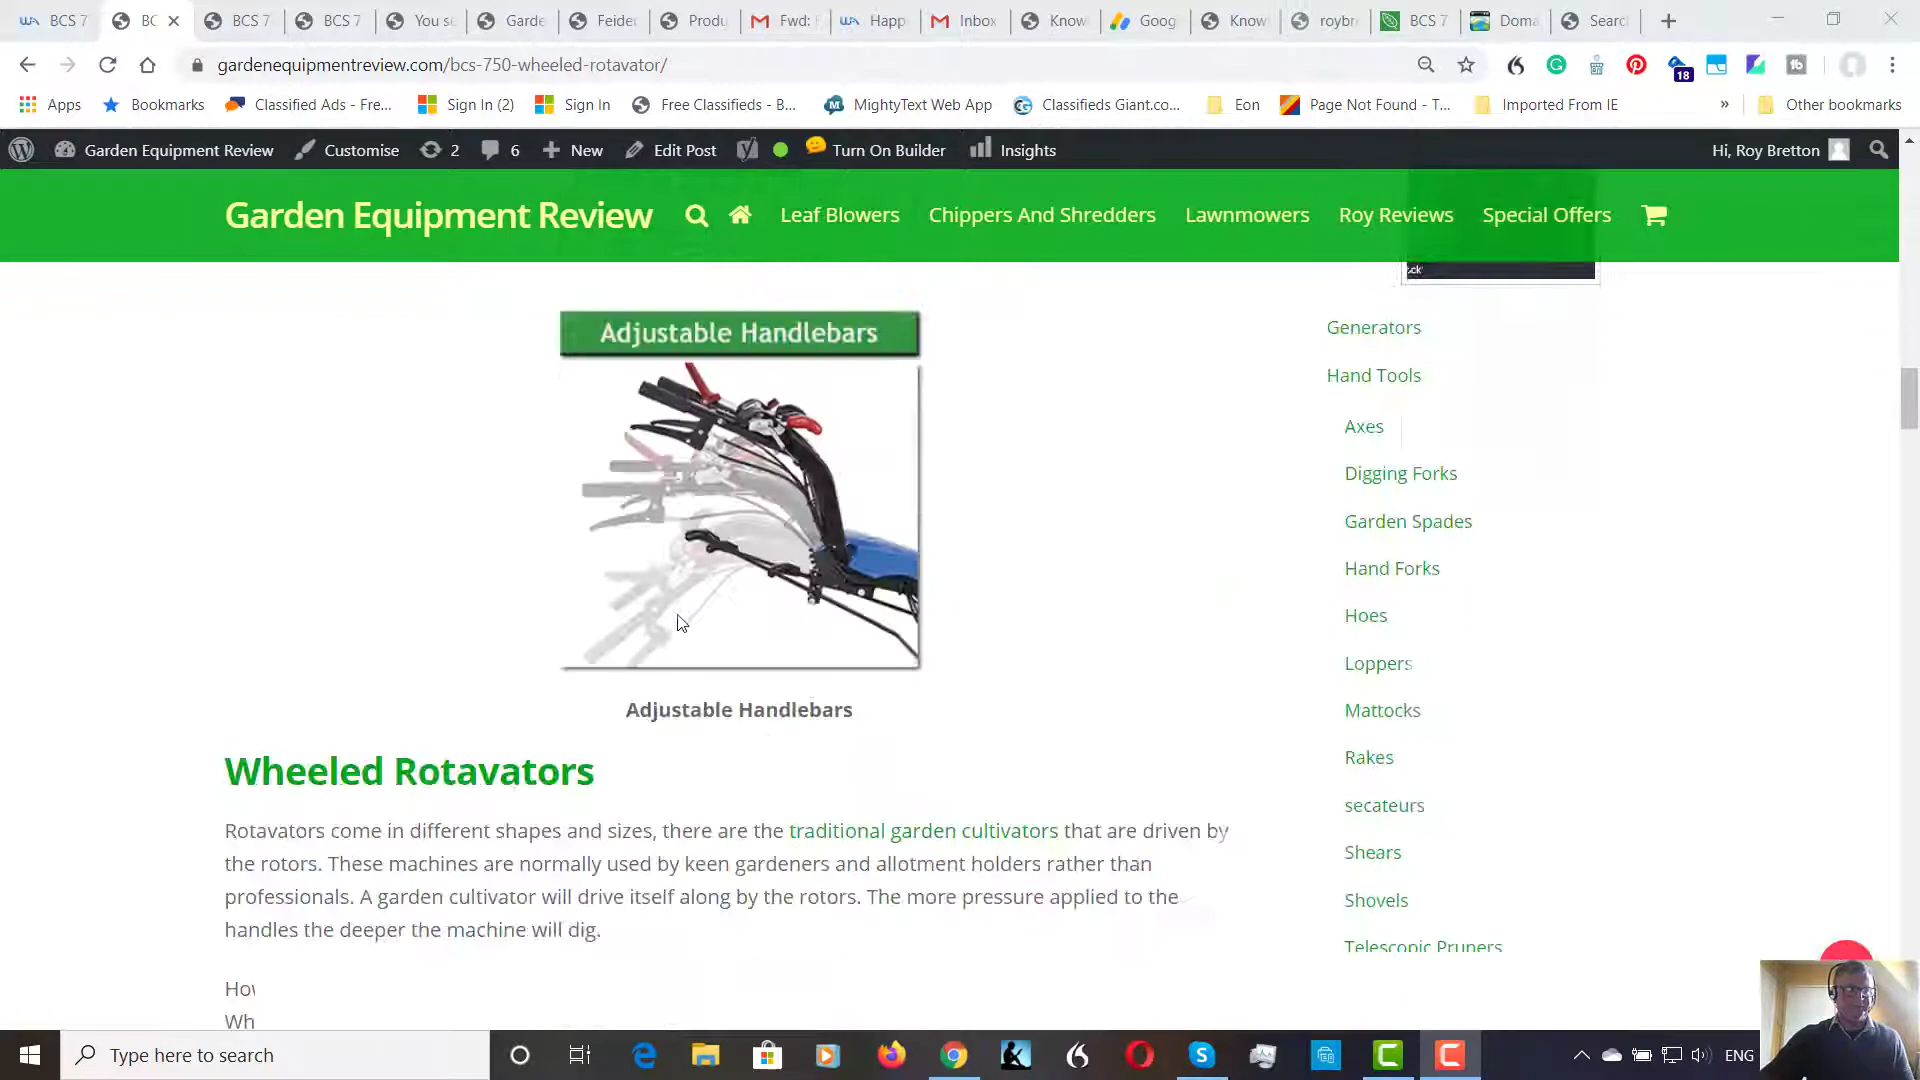 BCS 7
BC
BCS 7
BCS 7
You se
Garde
Feider
Produ
Fwd: F
Happ
Inbox
Know
Goog
Know
roybr
BCS 7
Doma
Searc
gardenequipmentreview.com/bcs-750-wheeled-rotavator/
18
Apps
Bookmarks
Classified Ads - Fre...
Sign In (2)
Sign In
Free Classifieds - B...
MightyText Web App
Classifieds Giant.co...
Eon
Page Not Found - T...
Imported From IE
»
Other bookmarks
Garden Equipment Review
Customise
2
6
New
Edit Post
Turn On Builder
Insights
Hi, Roy Bretton
Garden Equipment Review
Leaf Blowers
Chippers And Shredders
Lawnmowers
Roy Reviews
Special Offers
Adjustable Handlebars
Adjustable Handlebars
Wheeled Rotavators
Rotavators come in different shapes and sizes, there are the traditional garden cultivators that are driven by
the rotors. These machines are normally used by keen gardeners and allotment holders rather than
professionals. A garden cultivator will drive itself along by the rotors. The more pressure applied to the
handles the deeper the machine will dig.
Generators
Hand Tools
Axes
Digging Forks
Garden Spades
Hand Forks
Hoes
Loppers
Mattocks
Rakes
secateurs
Shears
Shovels
Telescopic Pruners
Type here to search
ENG